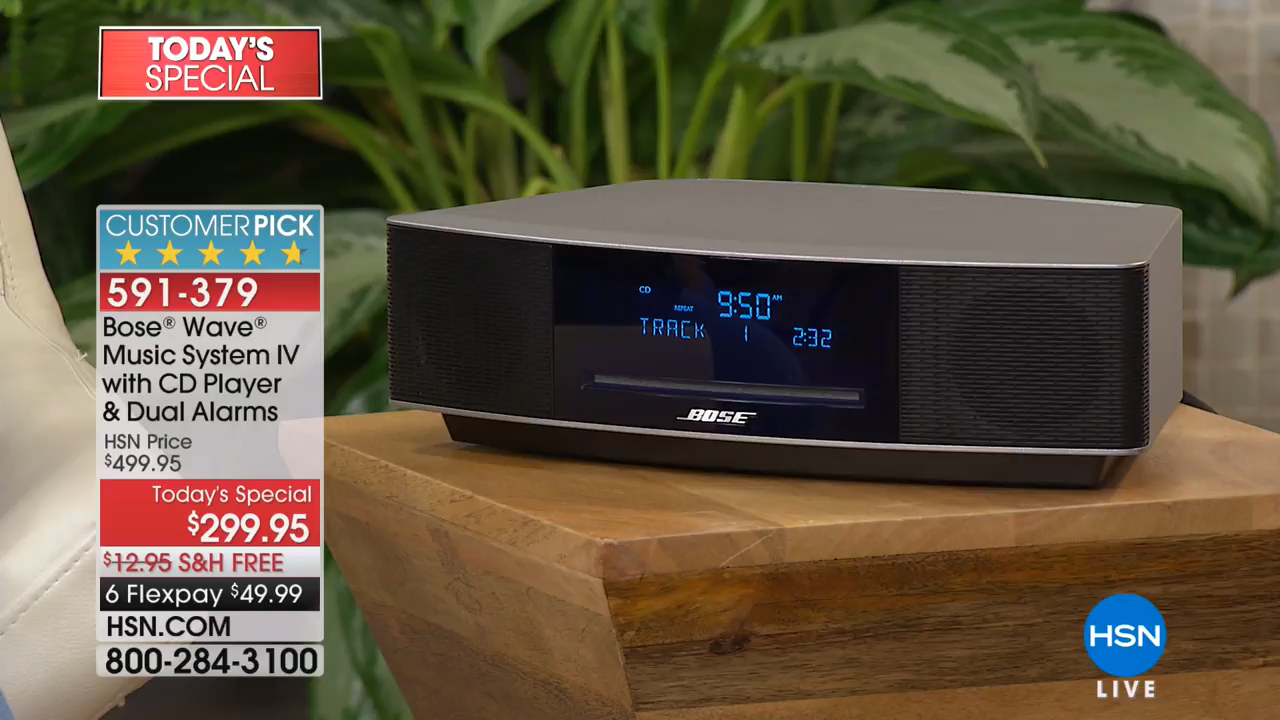 TODAY'S
SPECIAL
CUSTOMER PICK
591-379
Bose® Wave®
Music System IV
with CD Player
& Dual Alarms
HSN Price
$499.95
Today's Special
$299.95
$12.95 S&H FREE
6 Flexpay $49.99
HSN.COM
800-284-3100
CD
REPEAT 9:50 AM
TRACK 1 2:32
BOSE
HSN
LIVE